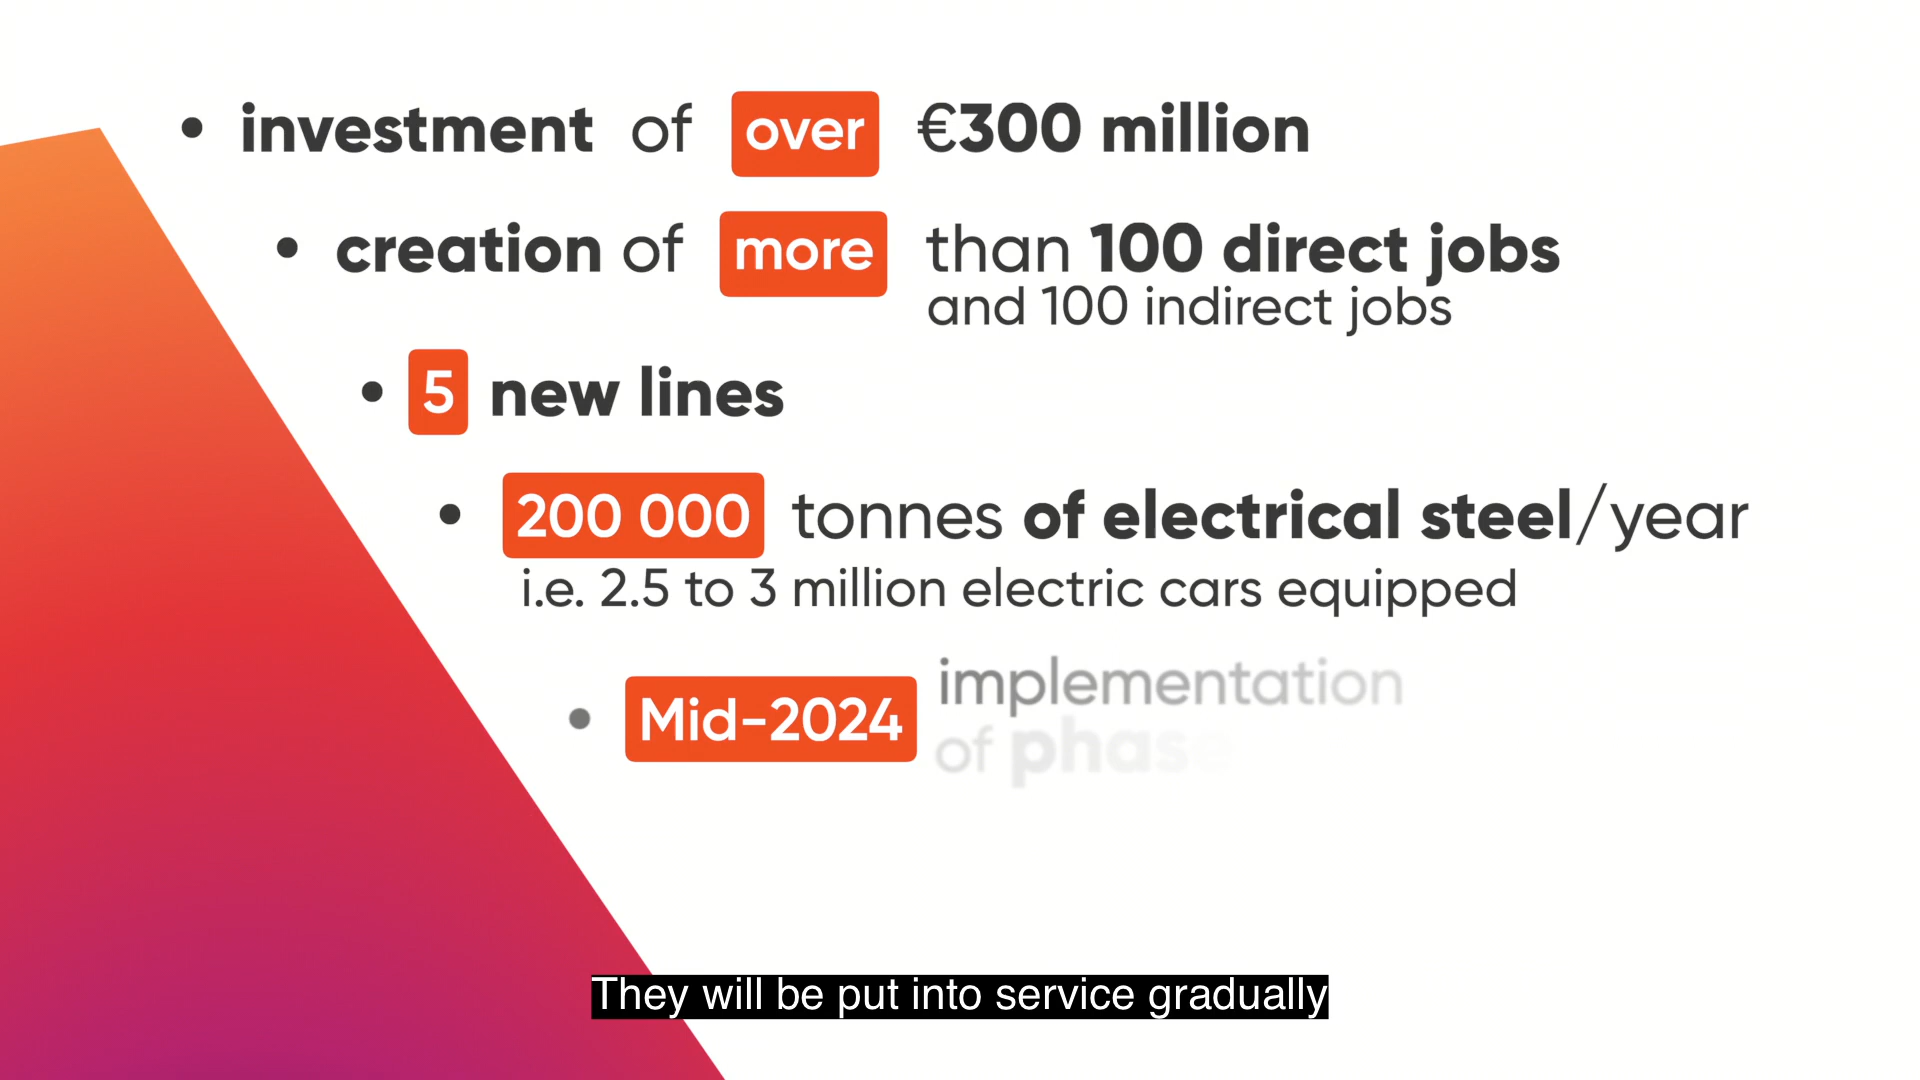 • investment of over €300 million
• creation of more than 100 direct jobs
and 100 indirect jobs
• 5 new lines
• 200 000 tonnes of electrical steel/year
i.e. 2.5 to 3 million electric cars equipped
• Mid-2024 implementation
of phase
They will be put into service gradually